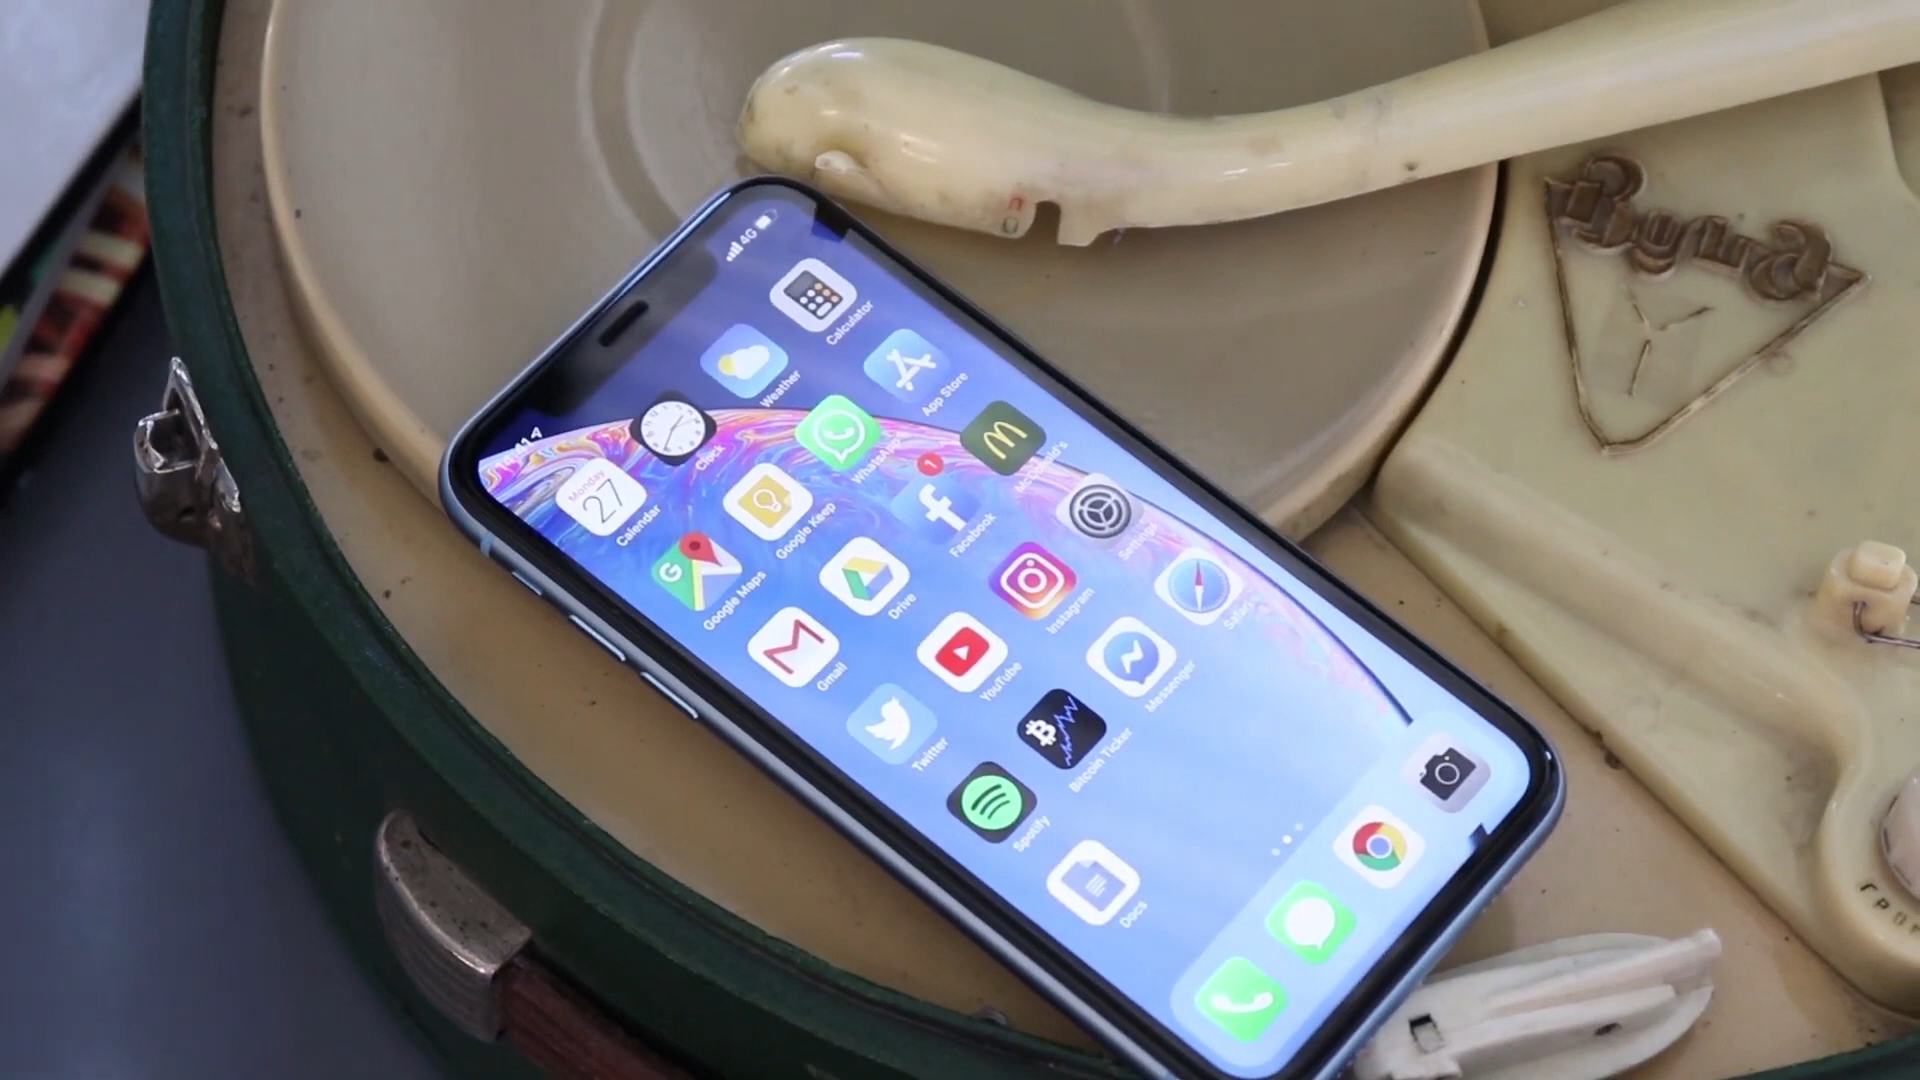 4G
Monday
27
Calendar Clock Weather Calculator
1
Google Maps Google Keep WhatsApp App Store
Gmail Drive Facebook McDonald's
Twitter YouTube Instagram Settings
Spotify Bitcoin Ticker Messenger Safari
Docs